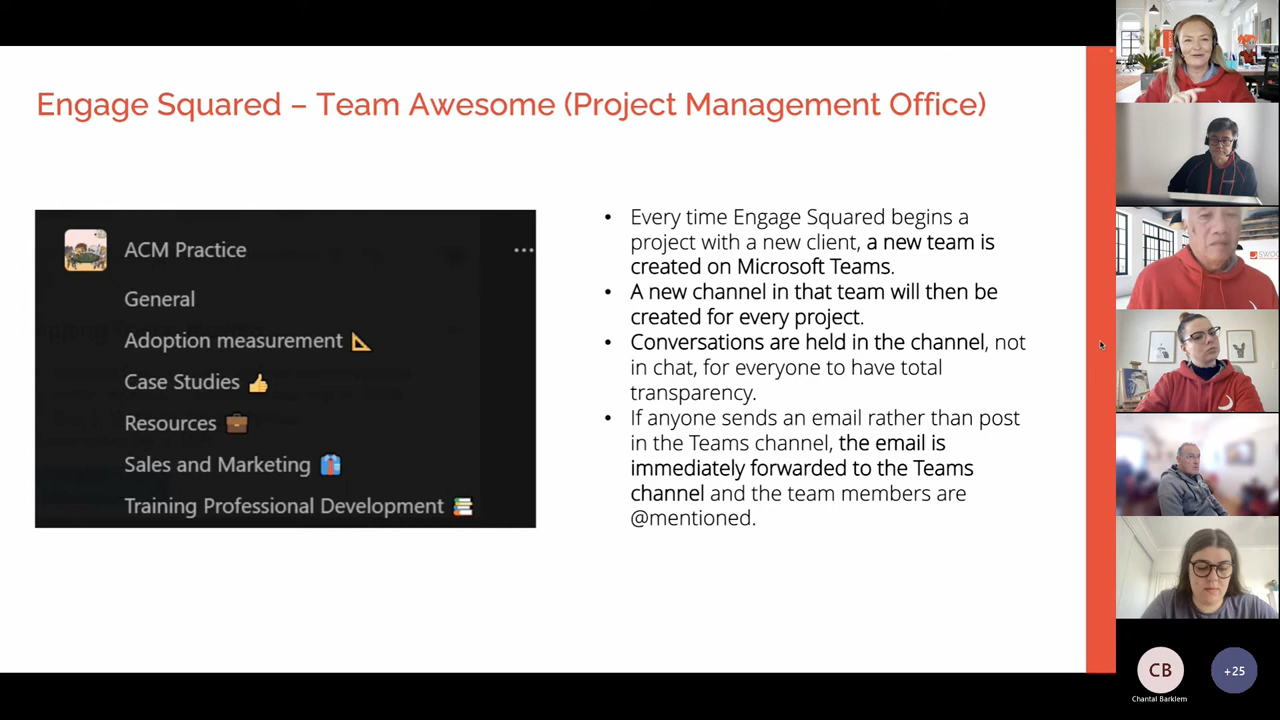 Engage Squared – Team Awesome (Project Management Office)
ACM Practice
General
Adoption measurement 📐
Case Studies 👍
Resources 💼
Sales and Marketing 👔
Training Professional Development 📚
• Every time Engage Squared begins a
project with a new client, a new team is
created on Microsoft Teams.
• A new channel in that team will then be
created for every project.
• Conversations are held in the channel, not
in chat, for everyone to have total
transparency.
• If anyone sends an email rather than post
in the Teams channel, the email is
immediately forwarded to the Teams
channel and the team members are
@mentioned.
SWOO
CB
Chantal Barklem
+25